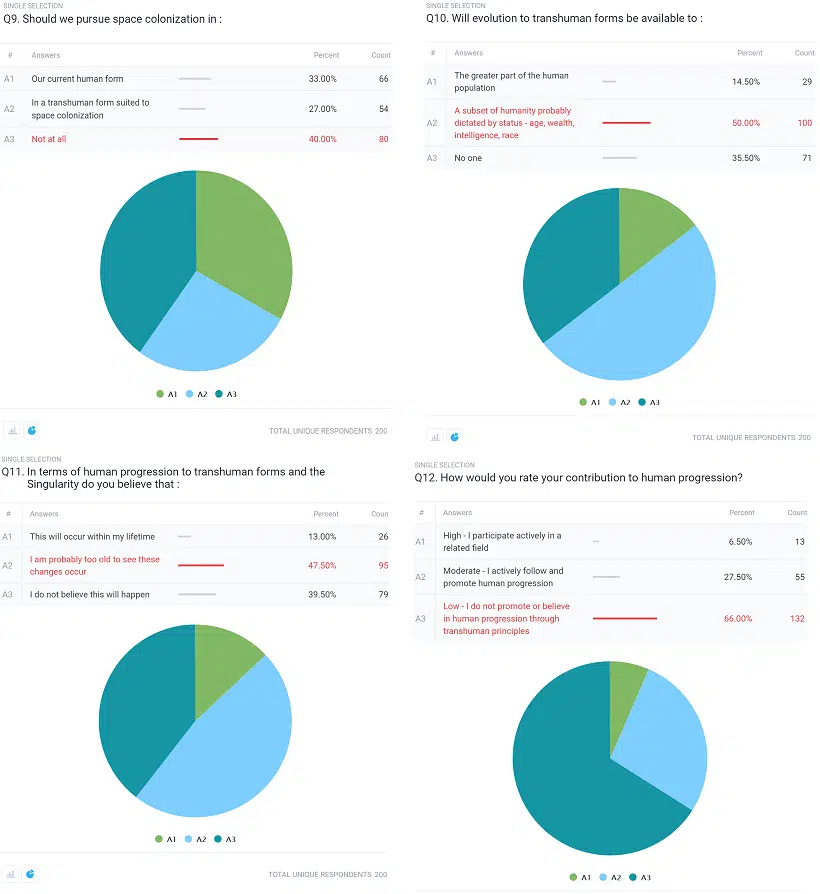 SINGLE SELECTION
Q9. Should we pursue space colonization in :
# Answers Percent Count
A1 Our current human form 33.00% 66
A2 In a transhuman form suited to
space colonization 27.00% 54
A3 Not at all 40.00% 80
A1 A2 A3
TOTAL UNIQUE RESPONDENTS 200
SINGLE SELECTION
Q10. Will evolution to transhuman forms be available to :
# Answers Percent Count
A1 The greater part of the human
population 14.50% 29
A2 A subset of humanity probably
dictated by status - age, wealth, 50.00% 100
intelligence, race
A3 No one 35.50% 71
A1 A2 A3
TOTAL UNIQUE RESPONDENTS 200
SINGLE SELECTION
Q11. In terms of human progression to transhuman forms and the
Singularity do you believe that :
# Answers Percent Coun
A1 This will occur within my lifetime 13.00% 26
A2 I am probably too old to see these
changes occur 47.50% 95
A3 I do not believe this will happen 39.50% 79
A1 A2 A3
TOTAL UNIQUE RESPONDENTS 200
SINGLE SELECTION
Q12. How would you rate your contribution to human progression?
# Answers Percent Count
A1 High - I participate actively in a
related field 6.50% 13
A2 Moderate - I actively follow and
promote human progression 27.50% 55
A3 Low - I do not promote or believe
in human progression through 66.00% 132
transhuman principles
A1 A2 A3